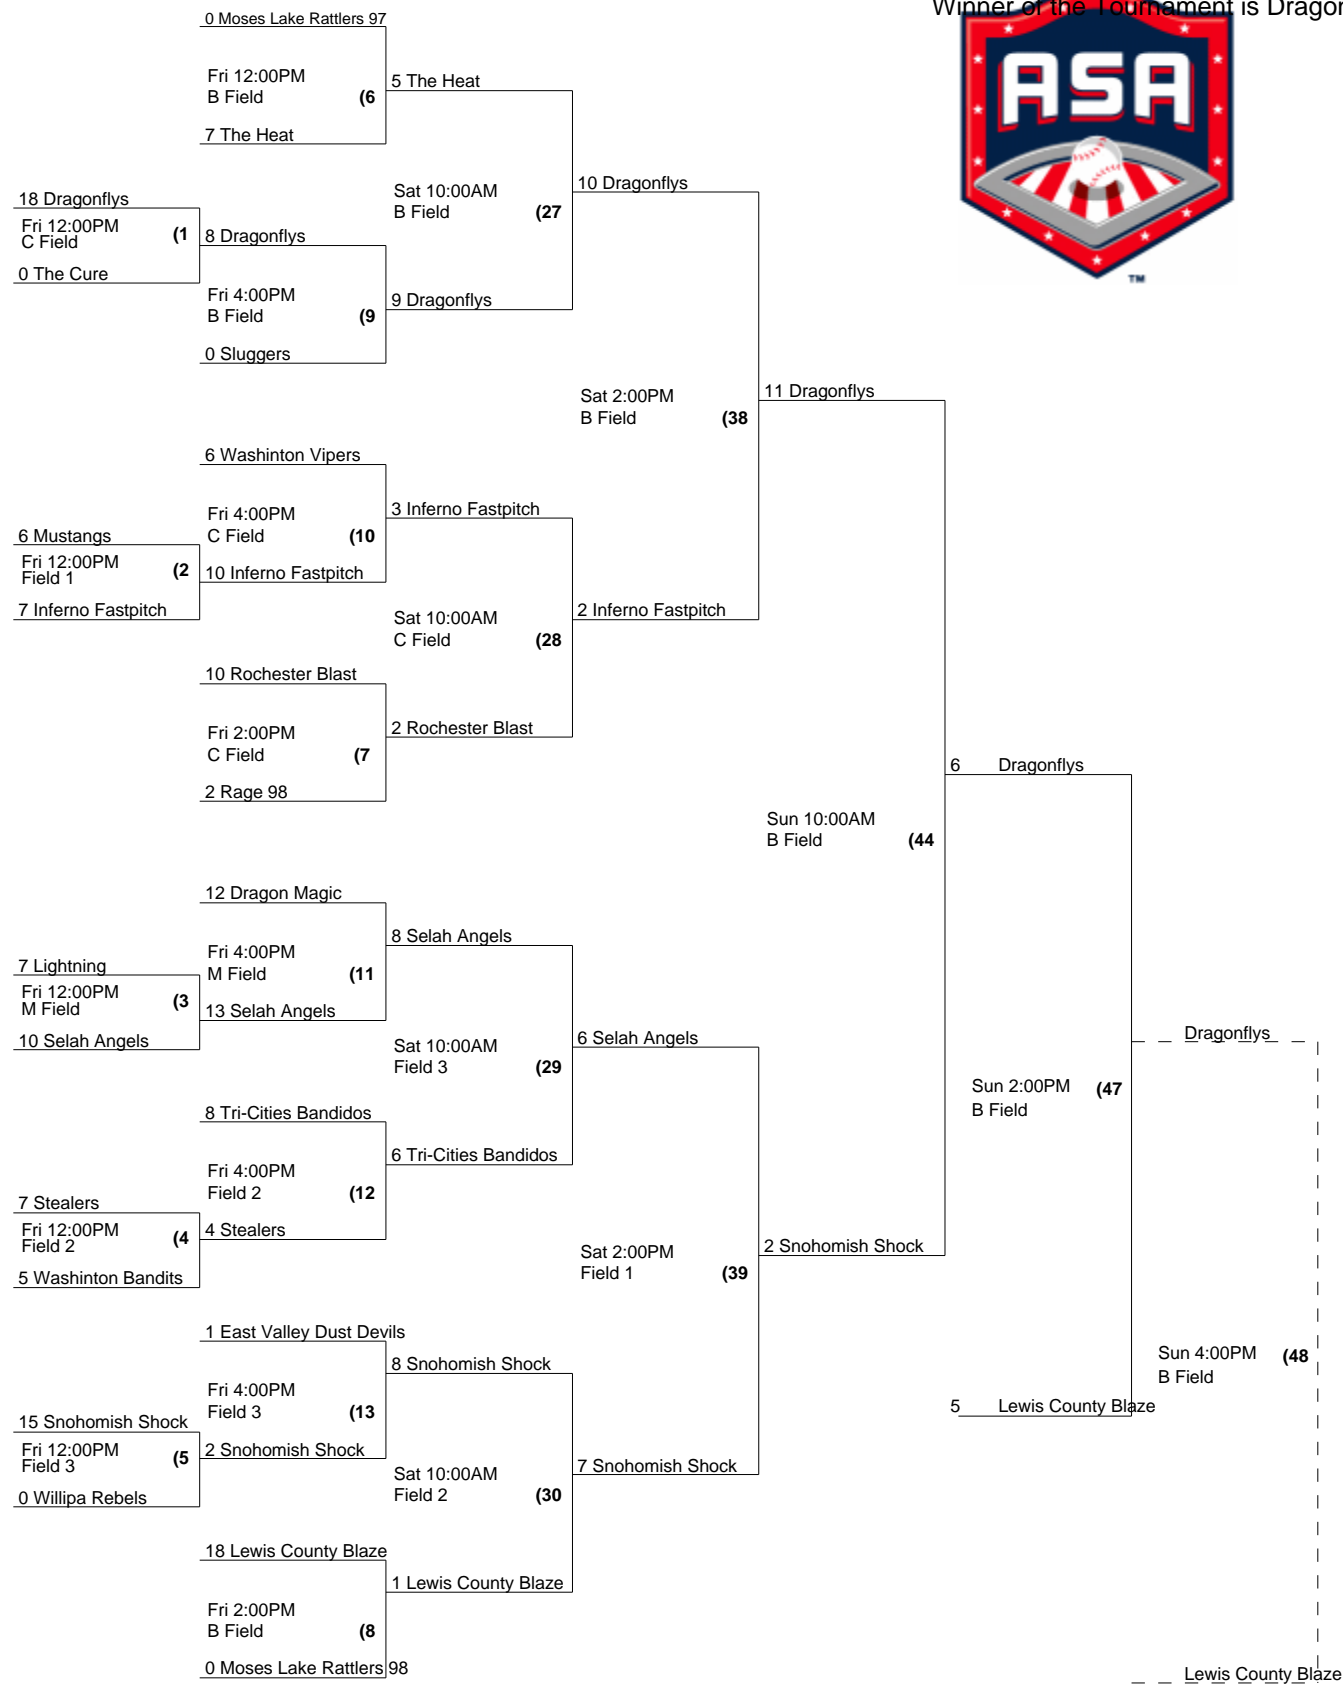 Winner of the Tournament is Dragon
ASA
TM
0 Moses Lake Rattlers 97
Fri 12:00PM
B Field (6
7 The Heat
5 The Heat
18 Dragonflys
Fri 12:00PM
C Field (1
0 The Cure
8 Dragonflys
Fri 4:00PM
B Field (9
0 Sluggers
Sat 10:00AM
B Field (27
9 Dragonflys
10 Dragonflys
Sat 2:00PM
B Field (38
11 Dragonflys
6 Washinton Vipers
Fri 4:00PM
C Field (10
6 Mustangs
Fri 12:00PM
Field 1 (2
7 Inferno Fastpitch
10 Inferno Fastpitch
3 Inferno Fastpitch
Sat 10:00AM
C Field (28
2 Inferno Fastpitch
10 Rochester Blast
Fri 2:00PM
C Field (7
2 Rage 98
2 Rochester Blast
6 Dragonflys
Sun 10:00AM
B Field (44
12 Dragon Magic
Fri 4:00PM
M Field (11
7 Lightning
Fri 12:00PM
M Field (3
10 Selah Angels
13 Selah Angels
8 Selah Angels
Sat 10:00AM
Field 3 (29
6 Selah Angels
8 Tri-Cities Bandidos
Fri 4:00PM
Field 2 (12
7 Stealers
Fri 12:00PM
Field 2 (4
5 Washinton Bandits
4 Stealers
6 Tri-Cities Bandidos
Sat 2:00PM
Field 1 (39
2 Snohomish Shock
Dragonflys
Sun 2:00PM (47
B Field
1 East Valley Dust Devils
Fri 4:00PM
Field 3 (13
15 Snohomish Shock
Fri 12:00PM
Field 3 (5
0 Willipa Rebels
2 Snohomish Shock
8 Snohomish Shock
Sat 10:00AM
Field 2 (30
7 Snohomish Shock
5 Lewis County Blaze
Sun 4:00PM (48
B Field
18 Lewis County Blaze
Fri 2:00PM
B Field (8
0 Moses Lake Rattlers 98
1 Lewis County Blaze
Lewis County Blaze